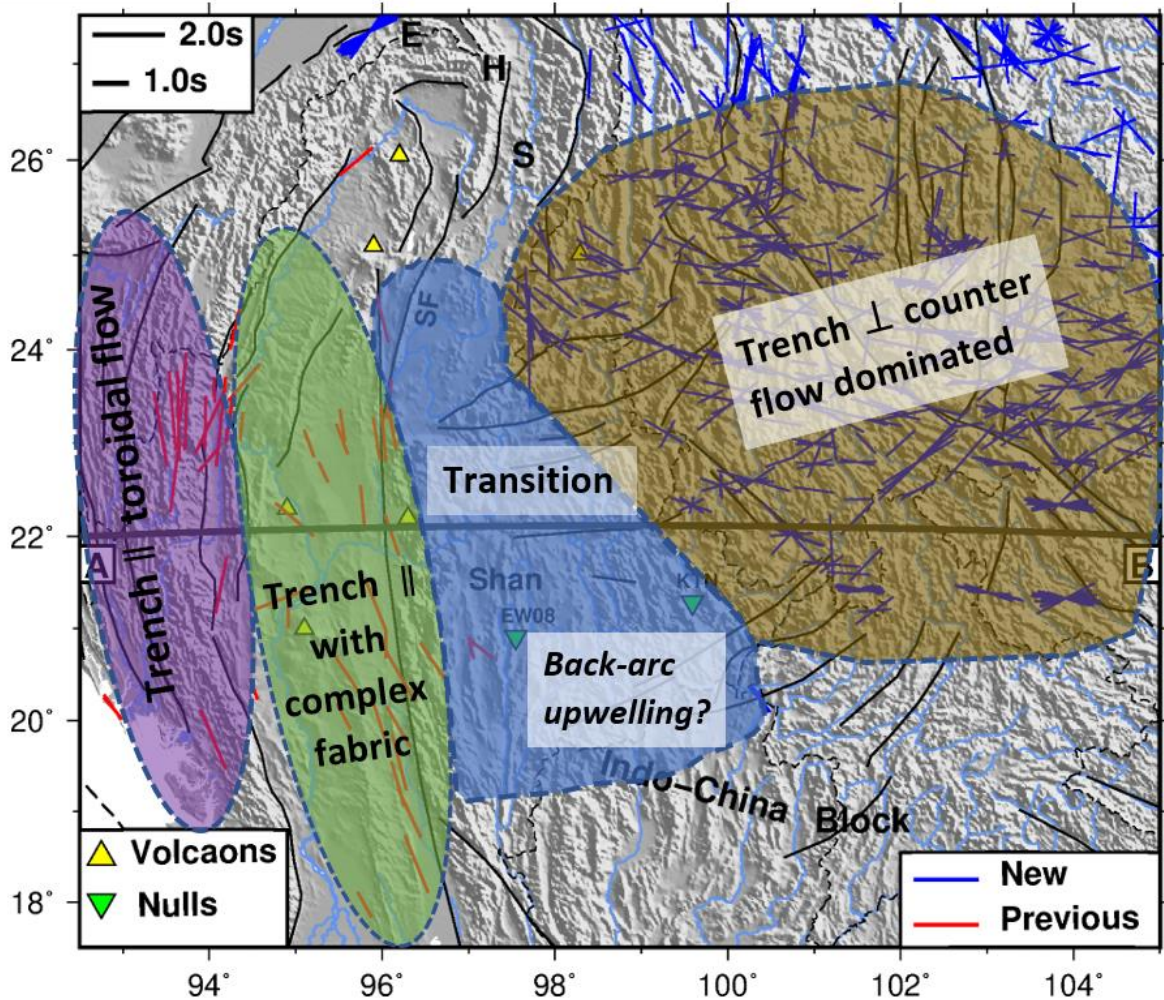 2.0s
1.0s
E
H
S
26°
24°
22°
20°
18°
94°
96°
98°
100°
102°
104°
SF
Trench ∥ toroidal flow
Trench ∥
with
complex
fabric
Transition
Trench ⊥ counter
flow dominated
A
B
Shan
EW08
KTN
Back-arc
upwelling?
Indo-China
Block
Volcaons
Nulls
New
Previous